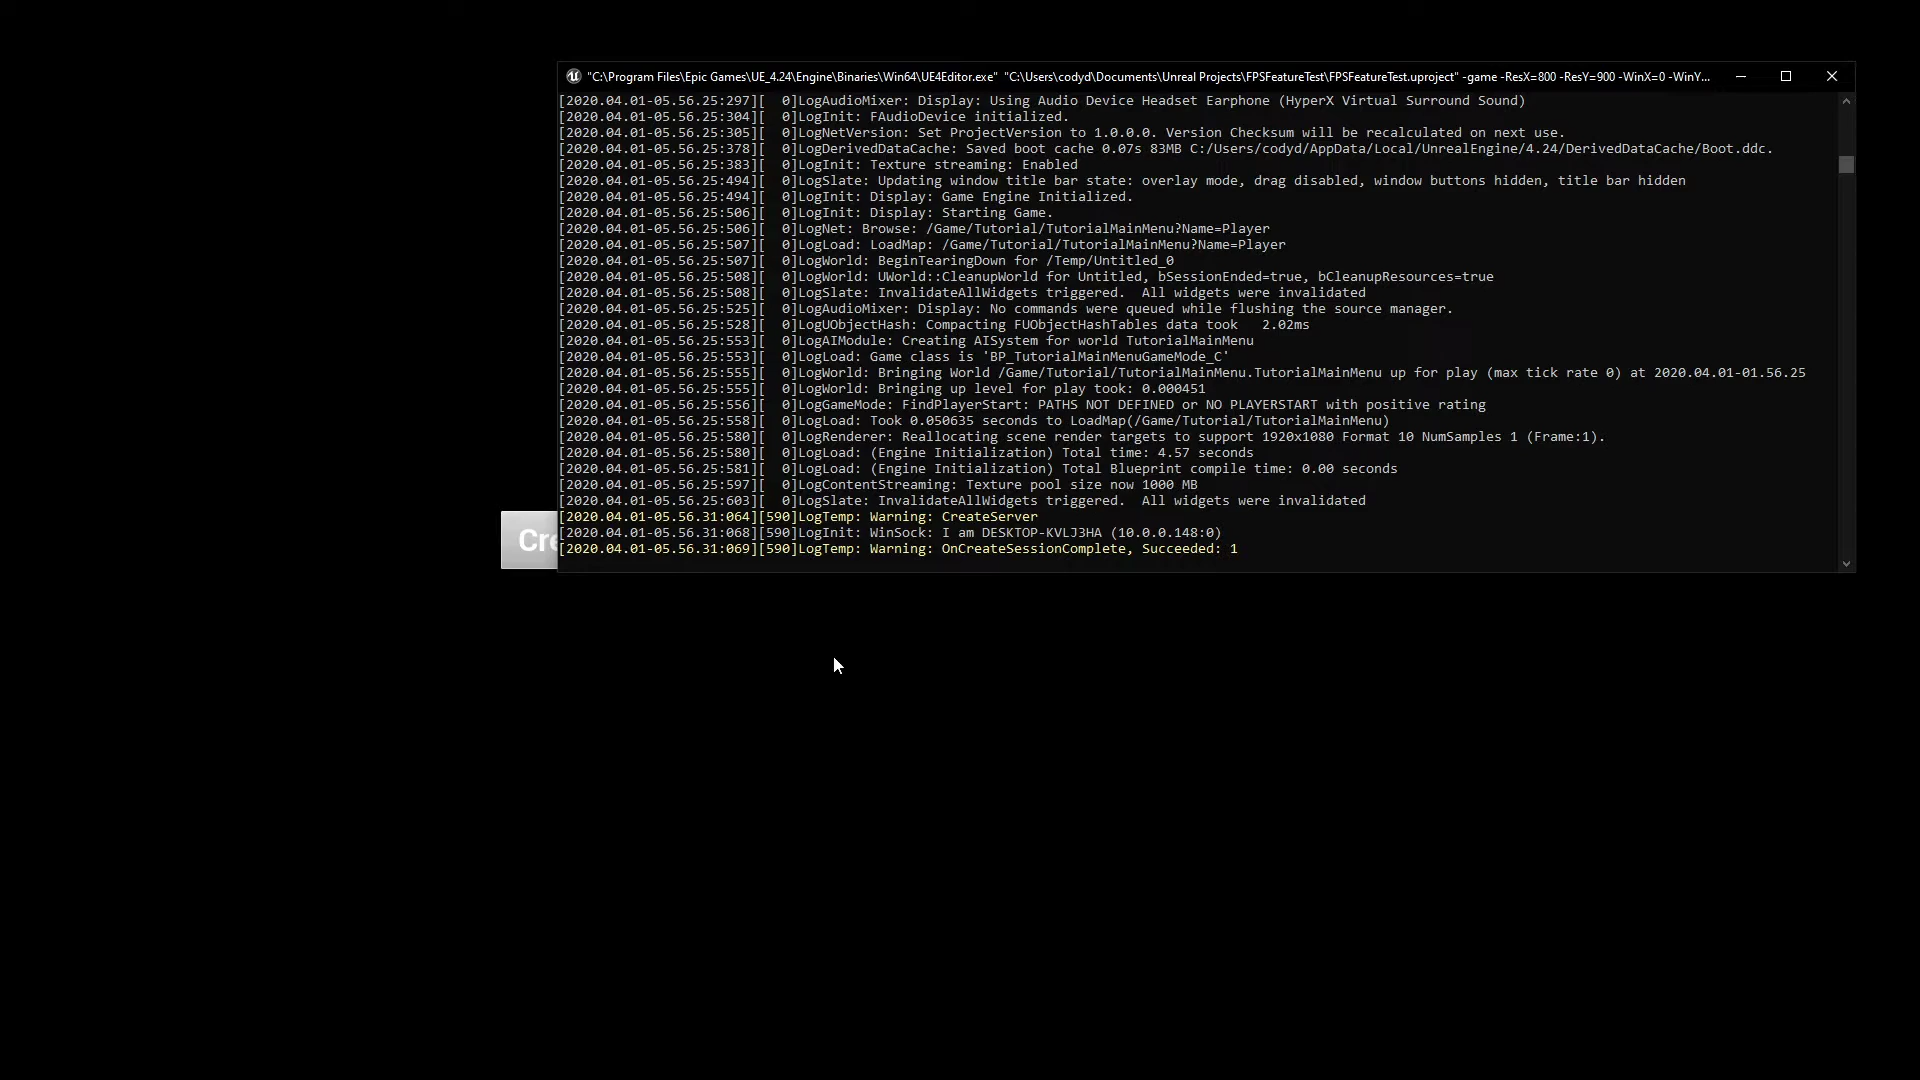 "C:\Program Files\Epic Games\UE_4.24\Engine\Binaries\Win64\UE4Editor.exe" "C:\Users\codyd\Documents\Unreal Projects\FPSFeatureTest\FPSFeatureTest.uproject" -game -ResX=800 -ResY=900 -WinX=0 -WinY...
[2020.04.01-05.56.25:297][  0]LogAudioMixer: Display: Using Audio Device Headset Earphone (HyperX Virtual Surround Sound)
[2020.04.01-05.56.25:304][  0]LogInit: FAudioDevice initialized.
[2020.04.01-05.56.25:305][  0]LogNetVersion: Set ProjectVersion to 1.0.0.0. Version Checksum will be recalculated on next use.
[2020.04.01-05.56.25:378][  0]LogDerivedDataCache: Saved boot cache 0.07s 83MB C:/Users/codyd/AppData/Local/UnrealEngine/4.24/DerivedDataCache/Boot.ddc.
[2020.04.01-05.56.25:383][  0]LogInit: Texture streaming: Enabled
[2020.04.01-05.56.25:494][  0]LogSlate: Updating window title bar state: overlay mode, drag disabled, window buttons hidden, title bar hidden
[2020.04.01-05.56.25:494][  0]LogInit: Display: Game Engine Initialized.
[2020.04.01-05.56.25:506][  0]LogInit: Display: Starting Game.
[2020.04.01-05.56.25:506][  0]LogNet: Browse: /Game/Tutorial/TutorialMainMenu?Name=Player
[2020.04.01-05.56.25:507][  0]LogLoad: LoadMap: /Game/Tutorial/TutorialMainMenu?Name=Player
[2020.04.01-05.56.25:507][  0]LogWorld: BeginTearingDown for /Temp/Untitled_0
[2020.04.01-05.56.25:508][  0]LogWorld: UWorld::CleanupWorld for Untitled, bSessionEnded=true, bCleanupResources=true
[2020.04.01-05.56.25:508][  0]LogSlate: InvalidateAllWidgets triggered.  All widgets were invalidated
[2020.04.01-05.56.25:525][  0]LogAudioMixer: Display: No commands were queued while flushing the source manager.
[2020.04.01-05.56.25:528][  0]LogUObjectHash: Compacting FUObjectHashTables data took   2.02ms
[2020.04.01-05.56.25:553][  0]LogAIModule: Creating AISystem for world TutorialMainMenu
[2020.04.01-05.56.25:553][  0]LogLoad: Game class is 'BP_TutorialMainMenuGameMode_C'
[2020.04.01-05.56.25:555][  0]LogWorld: Bringing World /Game/Tutorial/TutorialMainMenu.TutorialMainMenu up for play (max tick rate 0) at 2020.04.01-01.56.25
[2020.04.01-05.56.25:555][  0]LogWorld: Bringing up level for play took: 0.000451
[2020.04.01-05.56.25:556][  0]LogGameMode: FindPlayerStart: PATHS NOT DEFINED or NO PLAYERSTART with positive rating
[2020.04.01-05.56.25:558][  0]LogLoad: Took 0.050635 seconds to LoadMap(/Game/Tutorial/TutorialMainMenu)
[2020.04.01-05.56.25:580][  0]LogRenderer: Reallocating scene render targets to support 1920x1080 Format 10 NumSamples 1 (Frame:1).
[2020.04.01-05.56.25:580][  0]LogLoad: (Engine Initialization) Total time: 4.57 seconds
[2020.04.01-05.56.25:581][  0]LogLoad: (Engine Initialization) Total Blueprint compile time: 0.00 seconds
[2020.04.01-05.56.25:597][  0]LogContentStreaming: Texture pool size now 1000 MB
[2020.04.01-05.56.25:603][  0]LogSlate: InvalidateAllWidgets triggered.  All widgets were invalidated
[2020.04.01-05.56.31:064][590]LogTemp: Warning: CreateServer
[2020.04.01-05.56.31:068][590]LogInit: WinSock: I am DESKTOP-KVLJ3HA (10.0.0.148:0)
[2020.04.01-05.56.31:069][590]LogTemp: Warning: OnCreateSessionComplete, Succeeded: 1
Cre